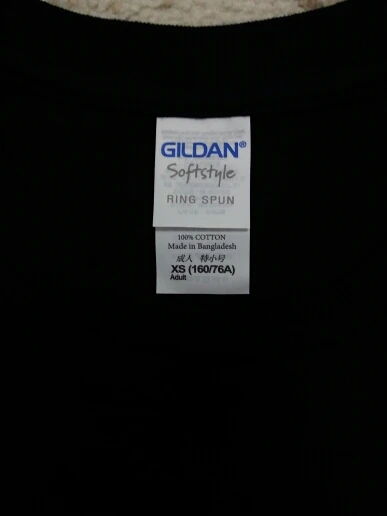 GILDAN®
Softstyle
RING SPUN
100% COTTON
Made in Bangladesh
成人 特小号
XS (160/76A)
Adult